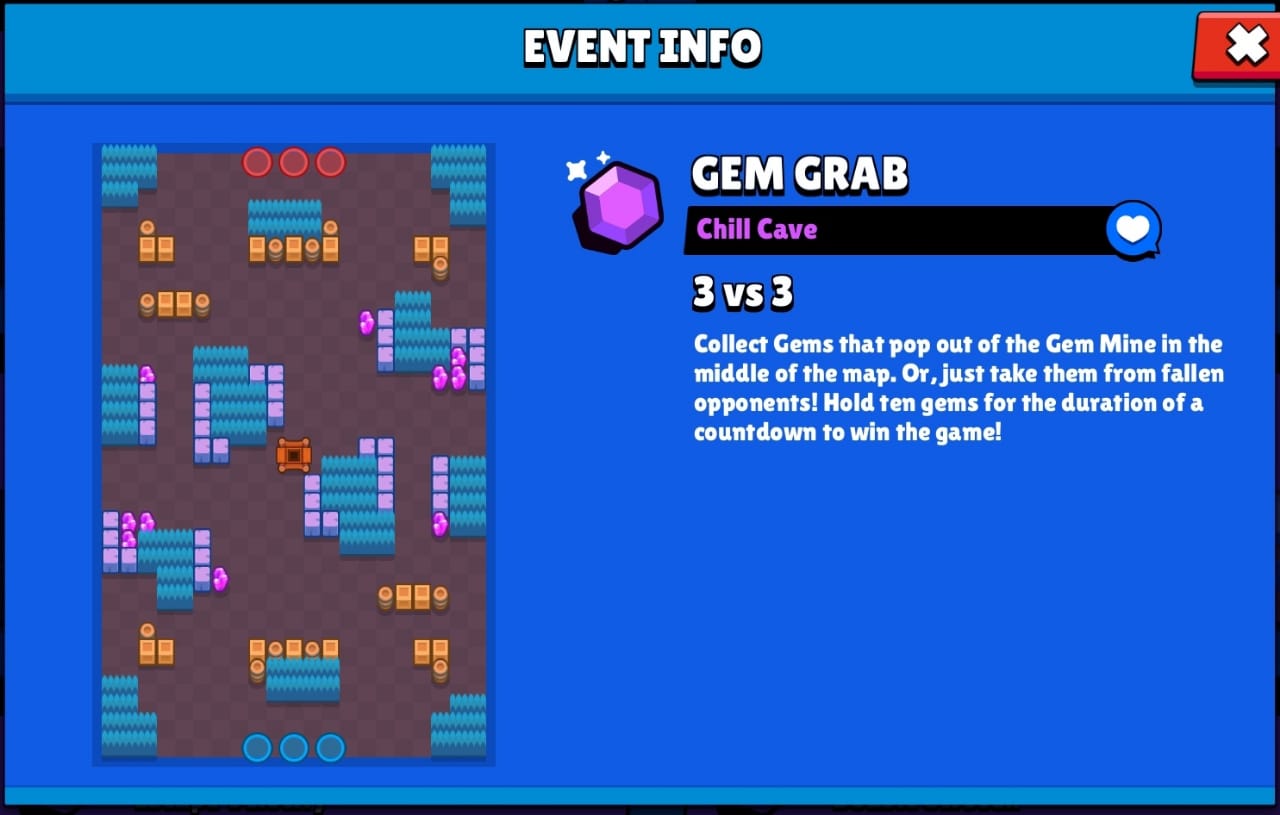 EVENT INFO
GEM GRAB
Chill Cave
3 vs 3
Collect Gems that pop out of the Gem Mine in the
middle of the map. Or, just take them from fallen
opponents! Hold ten gems for the duration of a
countdown to win the game!